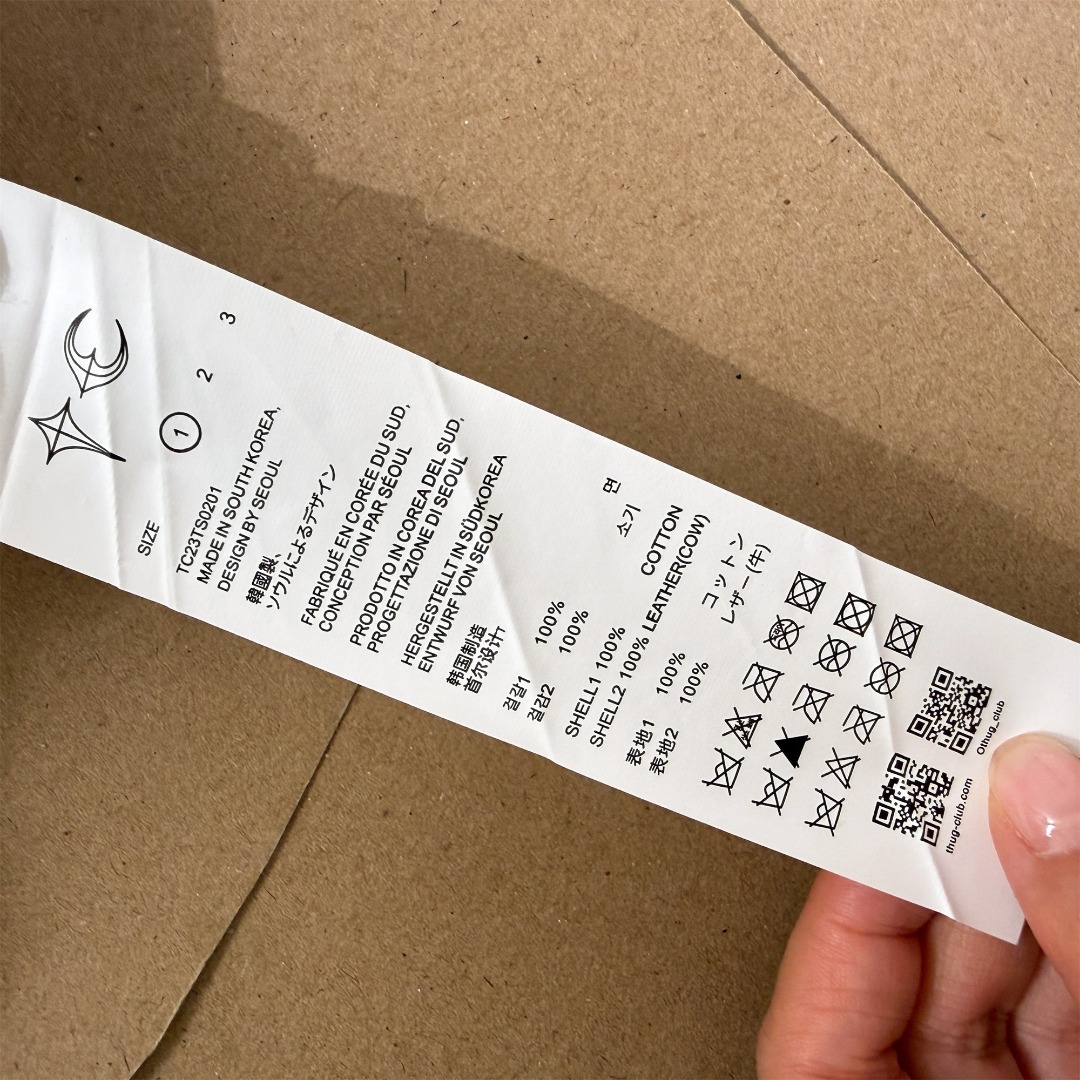 SIZE 1 2 3
TC23TS0201
MADE IN SOUTH KOREA,
DESIGN BY SEOUL
韓國製、
ソウルによるデザイン
FABRIQUÉ EN CORÉE DU SUD,
CONCEPTION PAR SÉOUL
PRODOTTO IN COREA DEL SUD,
PROGETTAZIONE DI SEOUL
HERGESTELLT IN SÜDKOREA
ENTWURF VON SEOUL
韩国制造
首尔设计,
겉감1 100% 면
겉감2 100% 소기
SHELL1 100% COTTON
SHELL2 100% LEATHER(COW)
表地1 100% コットン
表地2 100% レザー(牛)
thug-club.com
Othug_club